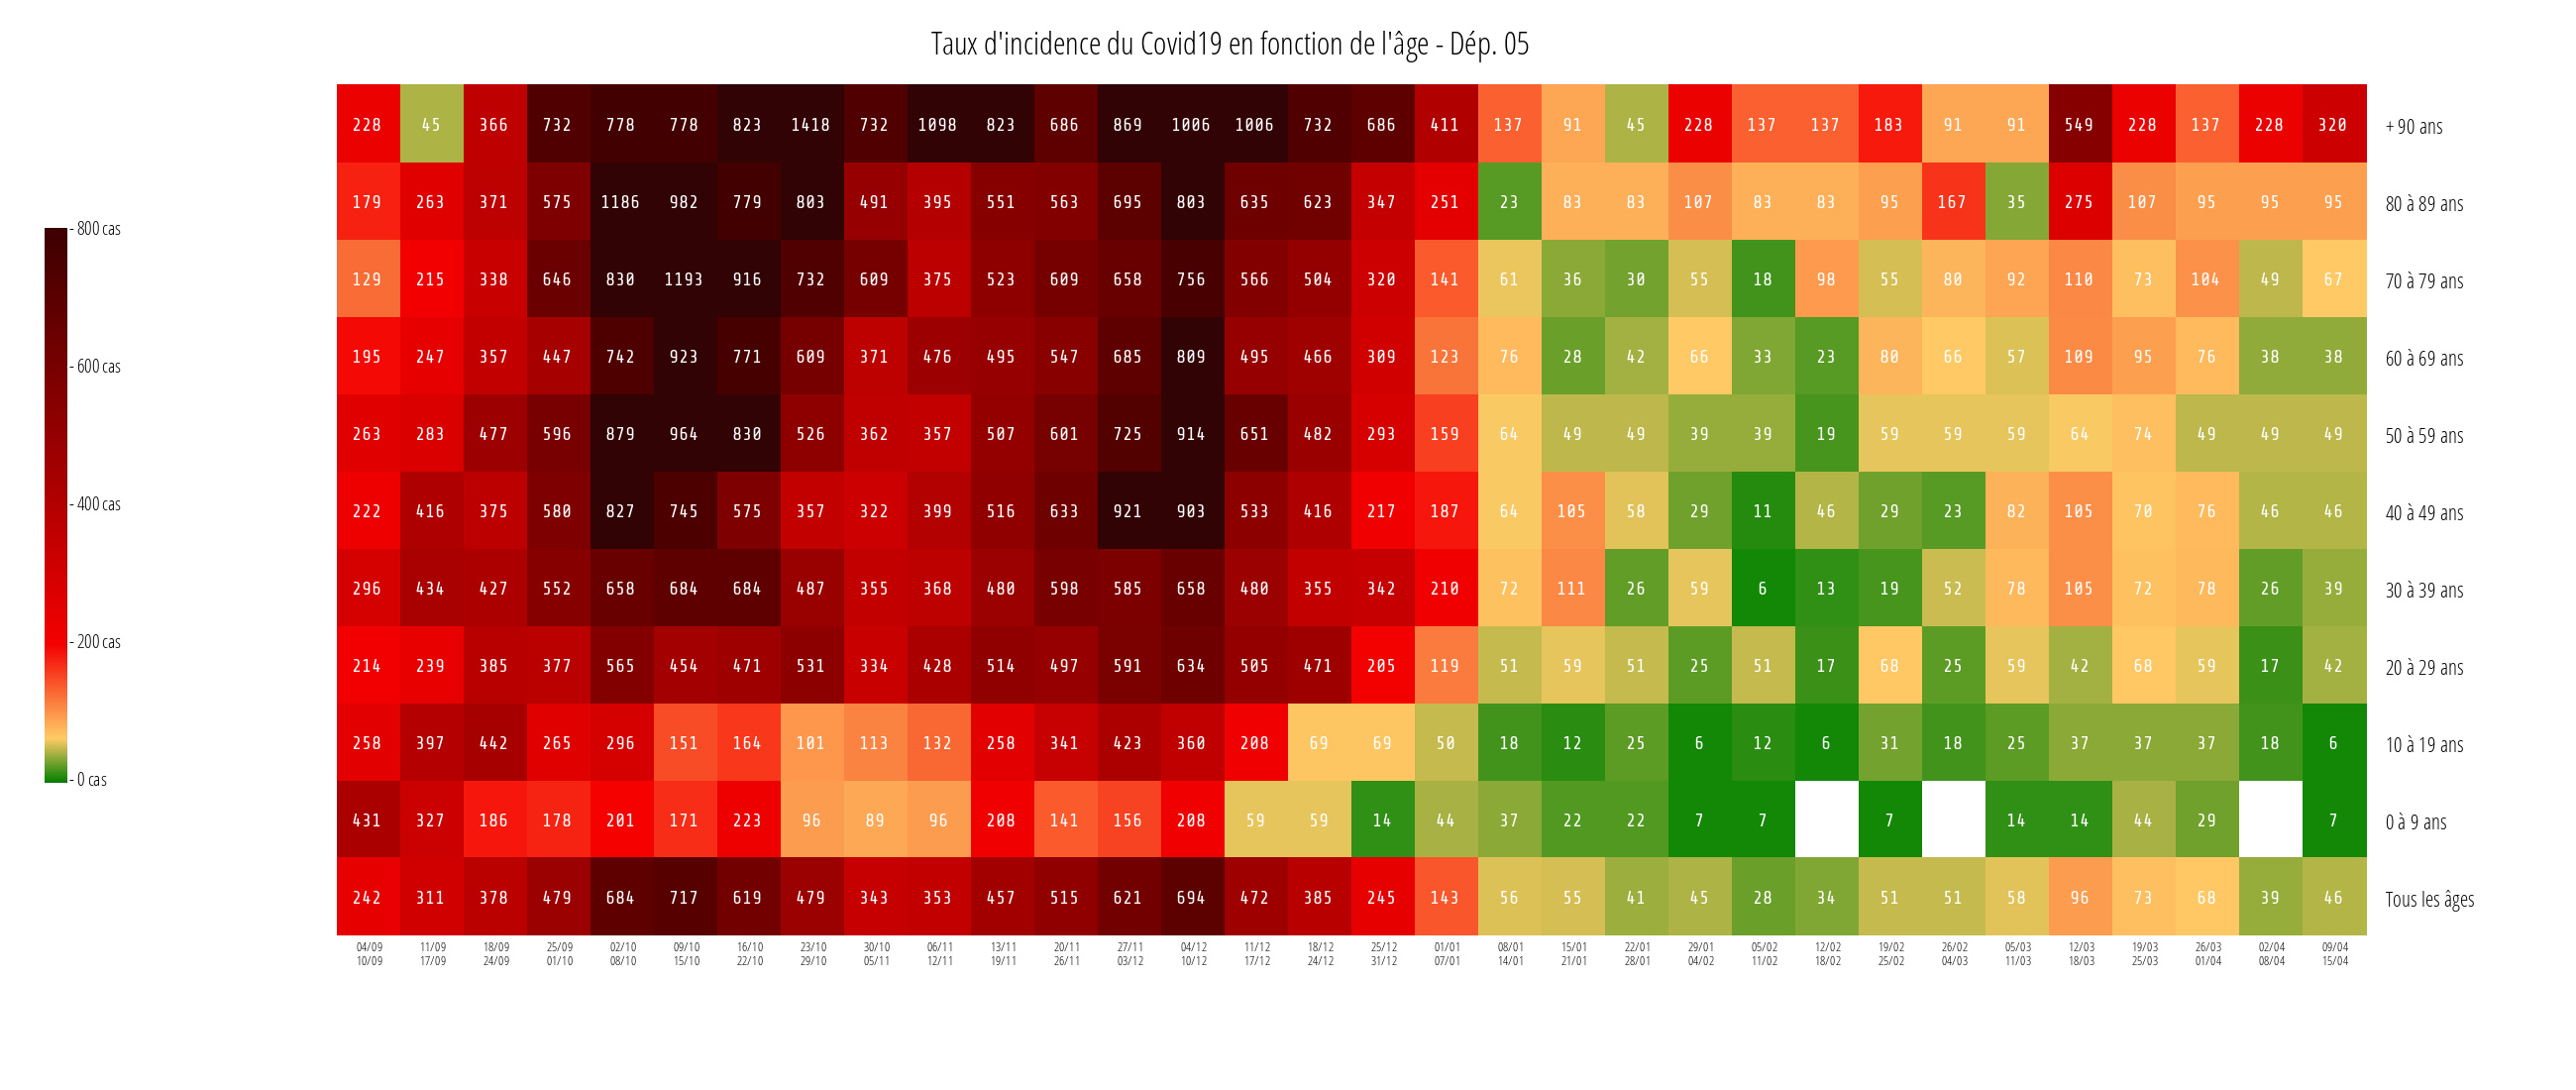 Taux d'incidence du Covid19 en fonction de l'âge - Dép. 05
- 800 cas
- 600 cas
- 400 cas
- 200 cas
- 0 cas
228 45 366 732 778 778 823 1418 732 1098 823 686 869 1006 1006 732 686 411 137 91 45 228 137 137 183 91 91 549 228 137 228 320 + 90 ans
179 263 371 575 1186 982 779 803 491 395 551 563 695 803 635 623 347 251 23 83 83 107 83 83 95 167 35 275 107 95 95 95 80 à 89 ans
129 215 338 646 830 1193 916 732 609 375 523 609 658 756 566 504 320 141 61 36 30 55 18 98 55 80 92 110 73 104 49 67 70 à 79 ans
195 247 357 447 742 923 771 609 371 476 495 547 685 809 495 466 309 123 76 28 42 66 33 23 80 66 57 109 95 76 38 38 60 à 69 ans
263 283 477 596 879 964 830 526 362 357 507 601 725 914 651 482 293 159 64 49 49 39 39 19 59 59 59 64 74 49 49 49 50 à 59 ans
222 416 375 580 827 745 575 357 322 399 516 633 921 903 533 416 217 187 64 105 58 29 11 46 29 23 82 105 70 76 46 46 40 à 49 ans
296 434 427 552 658 684 684 487 355 368 480 598 585 658 480 355 342 210 72 111 26 59 6 13 19 52 78 105 72 78 26 39 30 à 39 ans
214 239 385 377 565 454 471 531 334 428 514 497 591 634 505 471 205 119 51 59 51 25 51 17 68 25 59 42 68 59 17 42 20 à 29 ans
258 397 442 265 296 151 164 101 113 132 258 341 423 360 208 69 69 50 18 12 25 6 12 6 31 18 25 37 37 37 18 6 10 à 19 ans
431 327 186 178 201 171 223 96 89 96 208 141 156 208 59 59 14 44 37 22 22 7 7 7 14 14 44 29 7 0 à 9 ans
242 311 378 479 684 717 619 479 343 353 457 515 621 694 472 385 245 143 56 55 41 45 28 34 51 51 58 96 73 68 39 46 Tous les âges
04/09 11/09 18/09 25/09 02/10 09/10 16/10 23/10 30/10 06/11 13/11 20/11 27/11 04/12 11/12 18/12 25/12 01/01 08/01 15/01 22/01 29/01 05/02 12/02 19/02 26/02 05/03 12/03 19/03 26/03 02/04 09/04
10/09 17/09 24/09 01/10 08/10 15/10 22/10 29/10 05/11 12/11 19/11 26/11 03/12 10/12 17/12 24/12 31/12 07/01 14/01 21/01 28/01 04/02 11/02 18/02 25/02 04/03 11/03 18/03 25/03 01/04 08/04 15/04